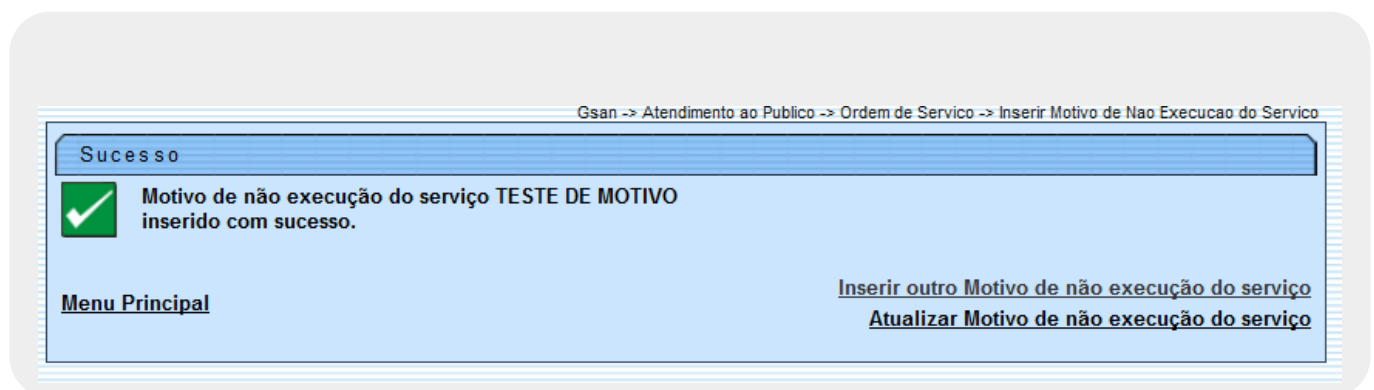 Gsan -> Atendimento ao Publico -> Ordem de Servico -> Inserir Motivo de Nao Execucao do Servico
Sucesso
Motivo de não execução do serviço TESTE DE MOTIVO
inserido com sucesso.
Inserir outro Motivo de não execução do serviço
Menu Principal
Atualizar Motivo de não execução do serviço